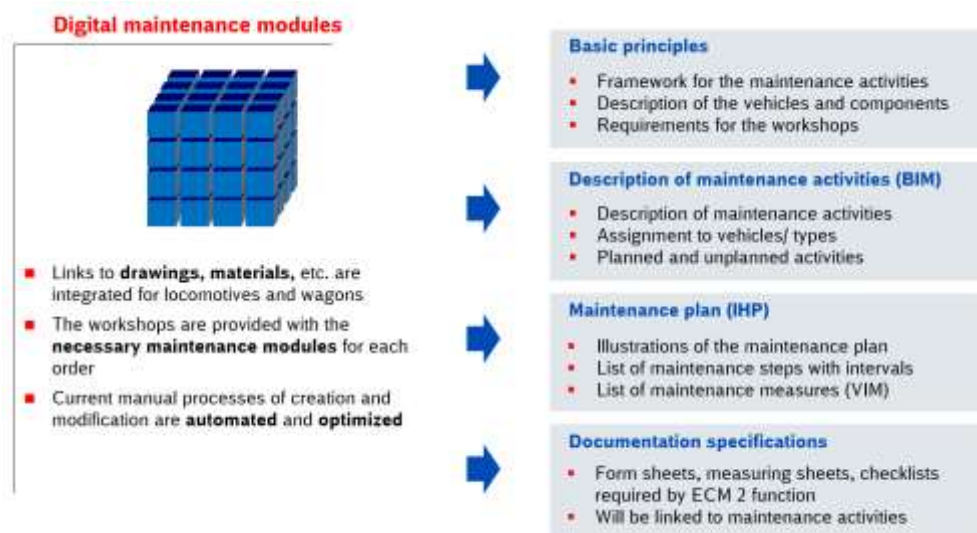 Digital maintenance modules
Links to drawings, materials, etc. are
integrated for locomotives and wagons
The workshops are provided with the
necessary maintenance modules for each
order
Current manual processes of creation and
modification are automated and optimized
Basic principles
Framework for the maintenance activities
Description of the vehicles and components
Requirements for the workshops
Description of maintenance activities (BIM)
Description of maintenance activities
Assignment to vehicles/ types
Planned and unplanned activities
Maintenance plan (IHP)
Illustrations of the maintenance plan
List of maintenance steps with intervals
List of maintenance measures (VIM)
Documentation specifications
Form sheets, measuring sheets, checklists
required by ECM 2 function
Will be linked to maintenance activities